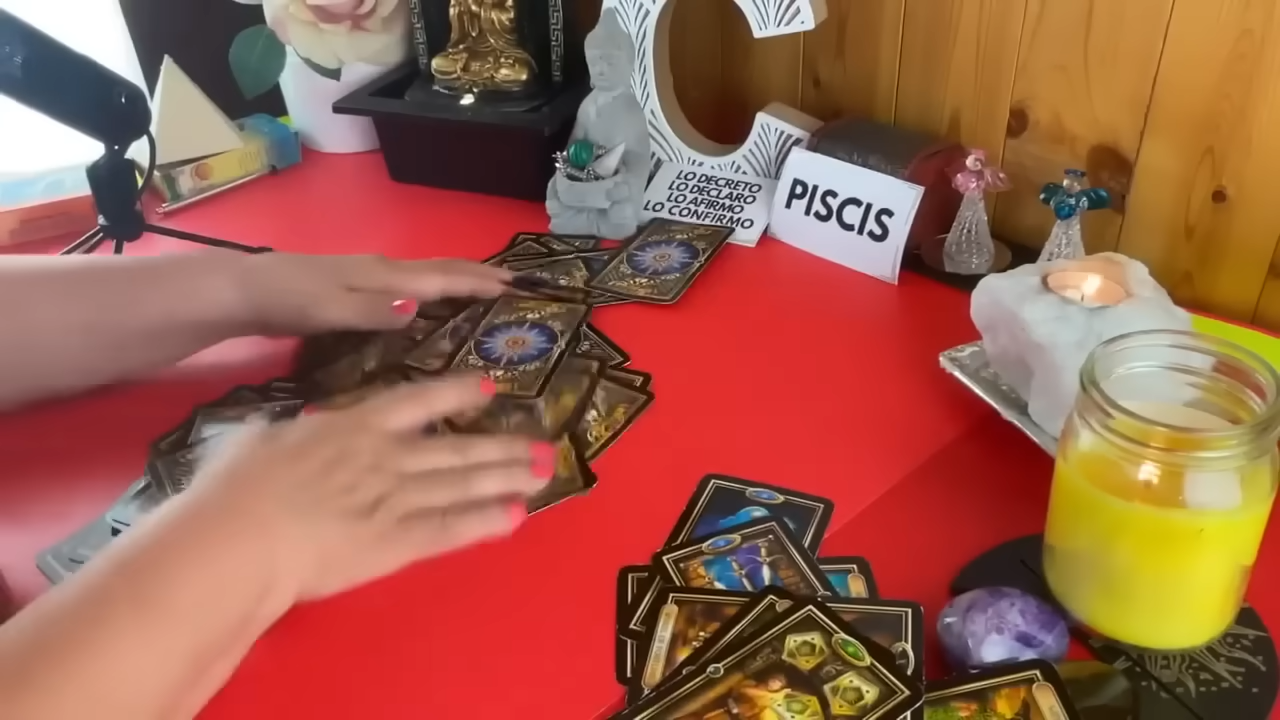 C
LO DECRETO
LO DECLARO
LO AFIRMO
LO CONFIRMO
PISCIS